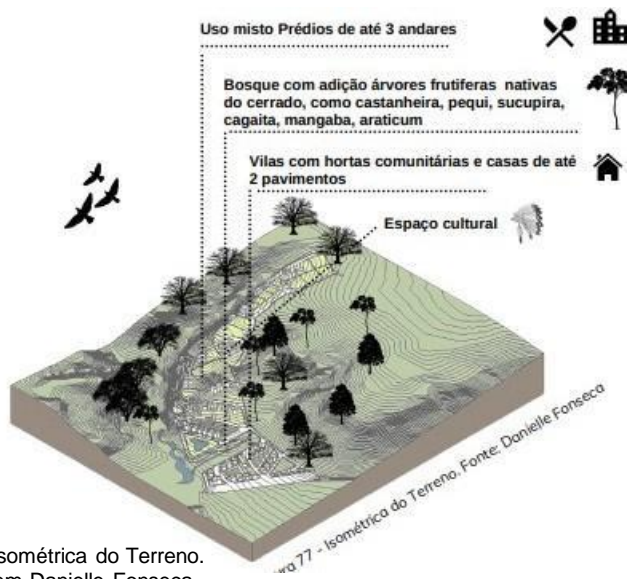 Uso misto Prédios de até 3 andares
Bosque com adição árvores frutiferas nativas
do cerrado, como castanheira, pequi, sucupira,
cagaita, mangaba, araticum
Vilas com hortas comunitárias e casas de até
2 pavimentos
Espaço cultural
77 - Isométrica do Terreno. Fonte: Danielle Fonseca
sométrica do Terreno.
Danielle Fonseca